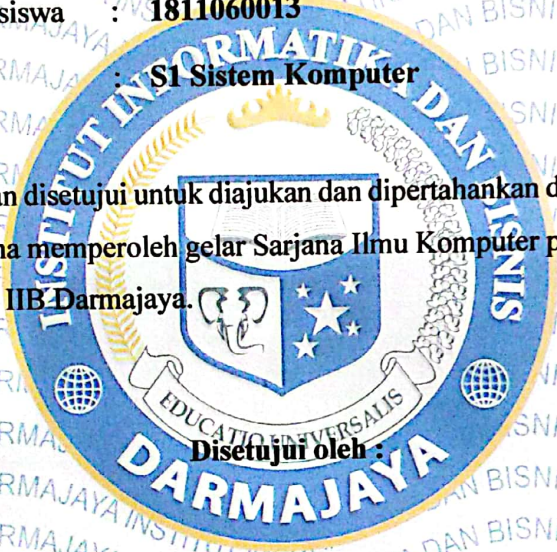 siswa : 1811060013
: S1 Sistem Komputer
an disetujui untuk diajukan dan dipertahankan d
na memperoleh gelar Sarjana Ilmu Komputer p
IIB Darmajaya.
Disetujui oleh :
INSTITUT INFORMATIKA DAN BISNIS
EDUCATIO UNIVERSALIS
DARMAJAYA